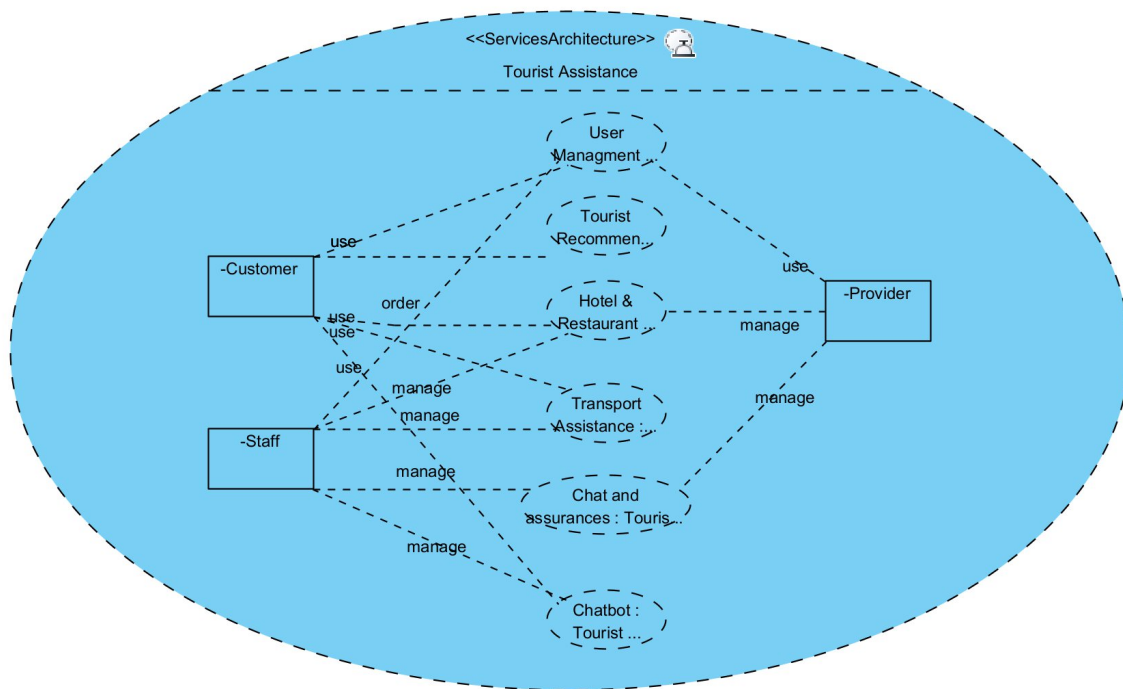 <<ServicesArchitecture>>
Tourist Assistance
User
Managment ...
Tourist
Recommen...
use
-Customer
use
-Provider
order
Hotel &
Restaurant ...
use
use
manage
use
manage
manage
Transport
Assistance :...
manage
-Staff
manage
Chat and
assurances : Touris...
manage
Chatbot :
Tourist ...